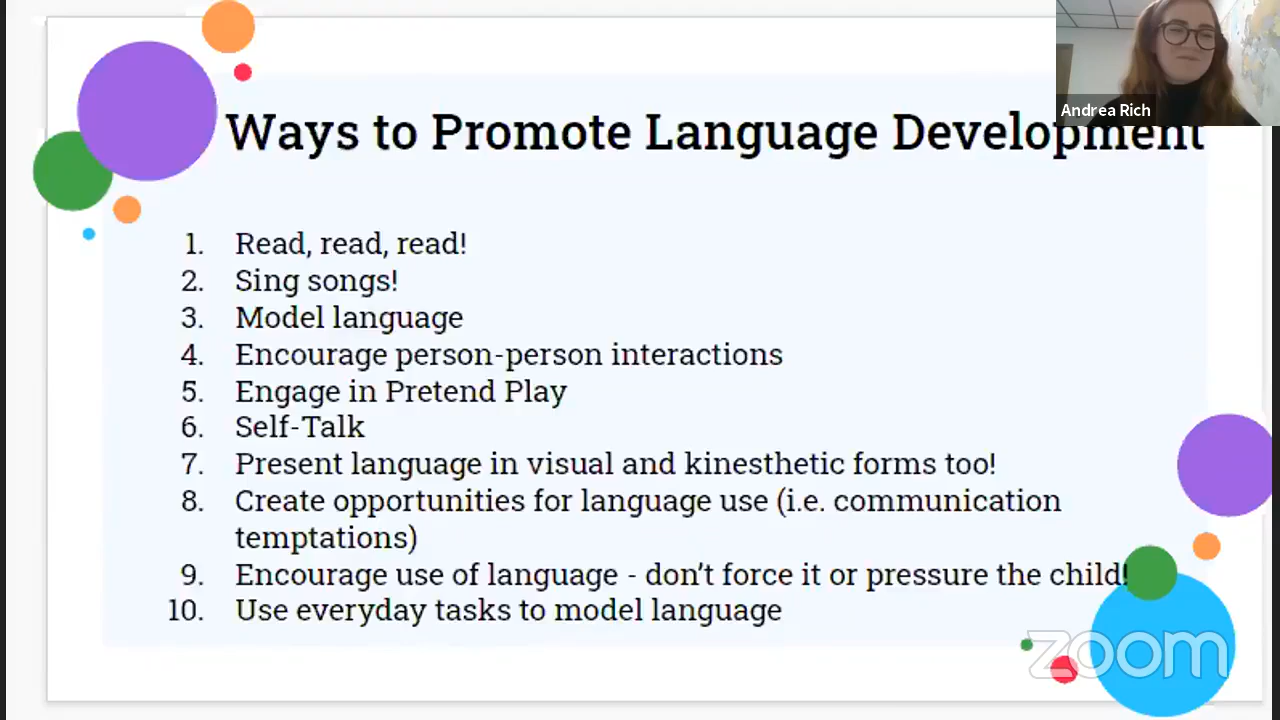 Andrea Rich
Ways to Promote Language Development
1. Read, read, read!
2. Sing songs!
3. Model language
4. Encourage person-person interactions
5. Engage in Pretend Play
6. Self-Talk
7. Present language in visual and kinesthetic forms too!
8. Create opportunities for language use (i.e. communication
temptations)
9. Encourage use of language - don't force it or pressure the child!
10. Use everyday tasks to model language
zoom